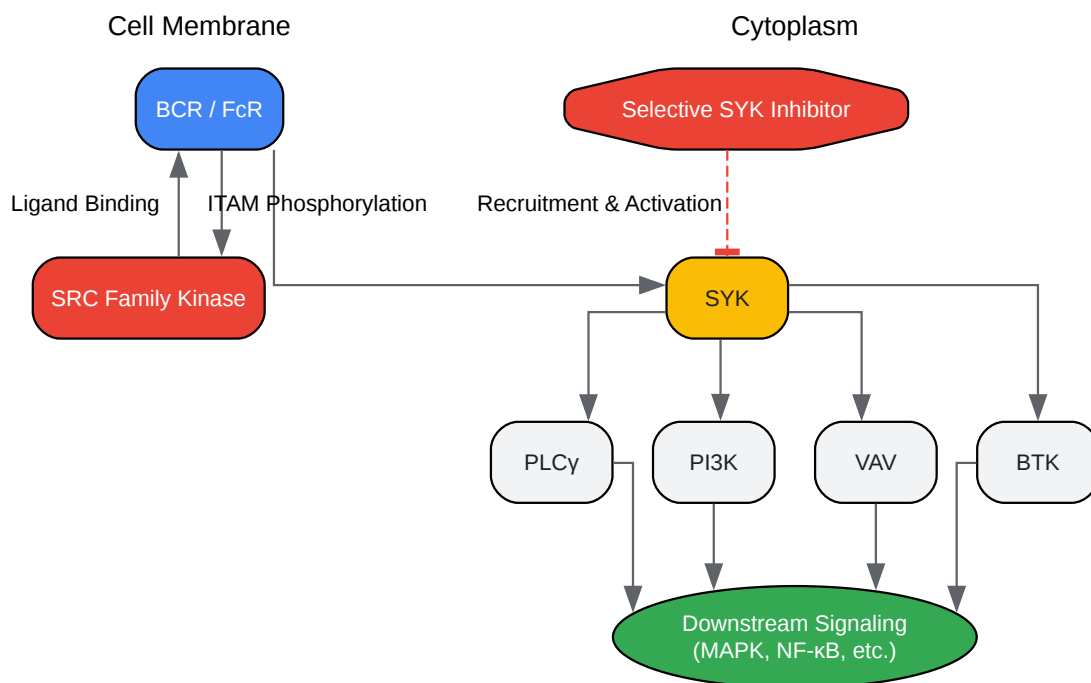 Cell Membrane
Cytoplasm
BCR / FcR
Selective SYK Inhibitor
Ligand Binding
ITAM Phosphorylation
Recruitment & Activation
SRC Family Kinase
SYK
PLCγ
PI3K
VAV
BTK
Downstream Signaling
(MAPK, NF-κB, etc.)